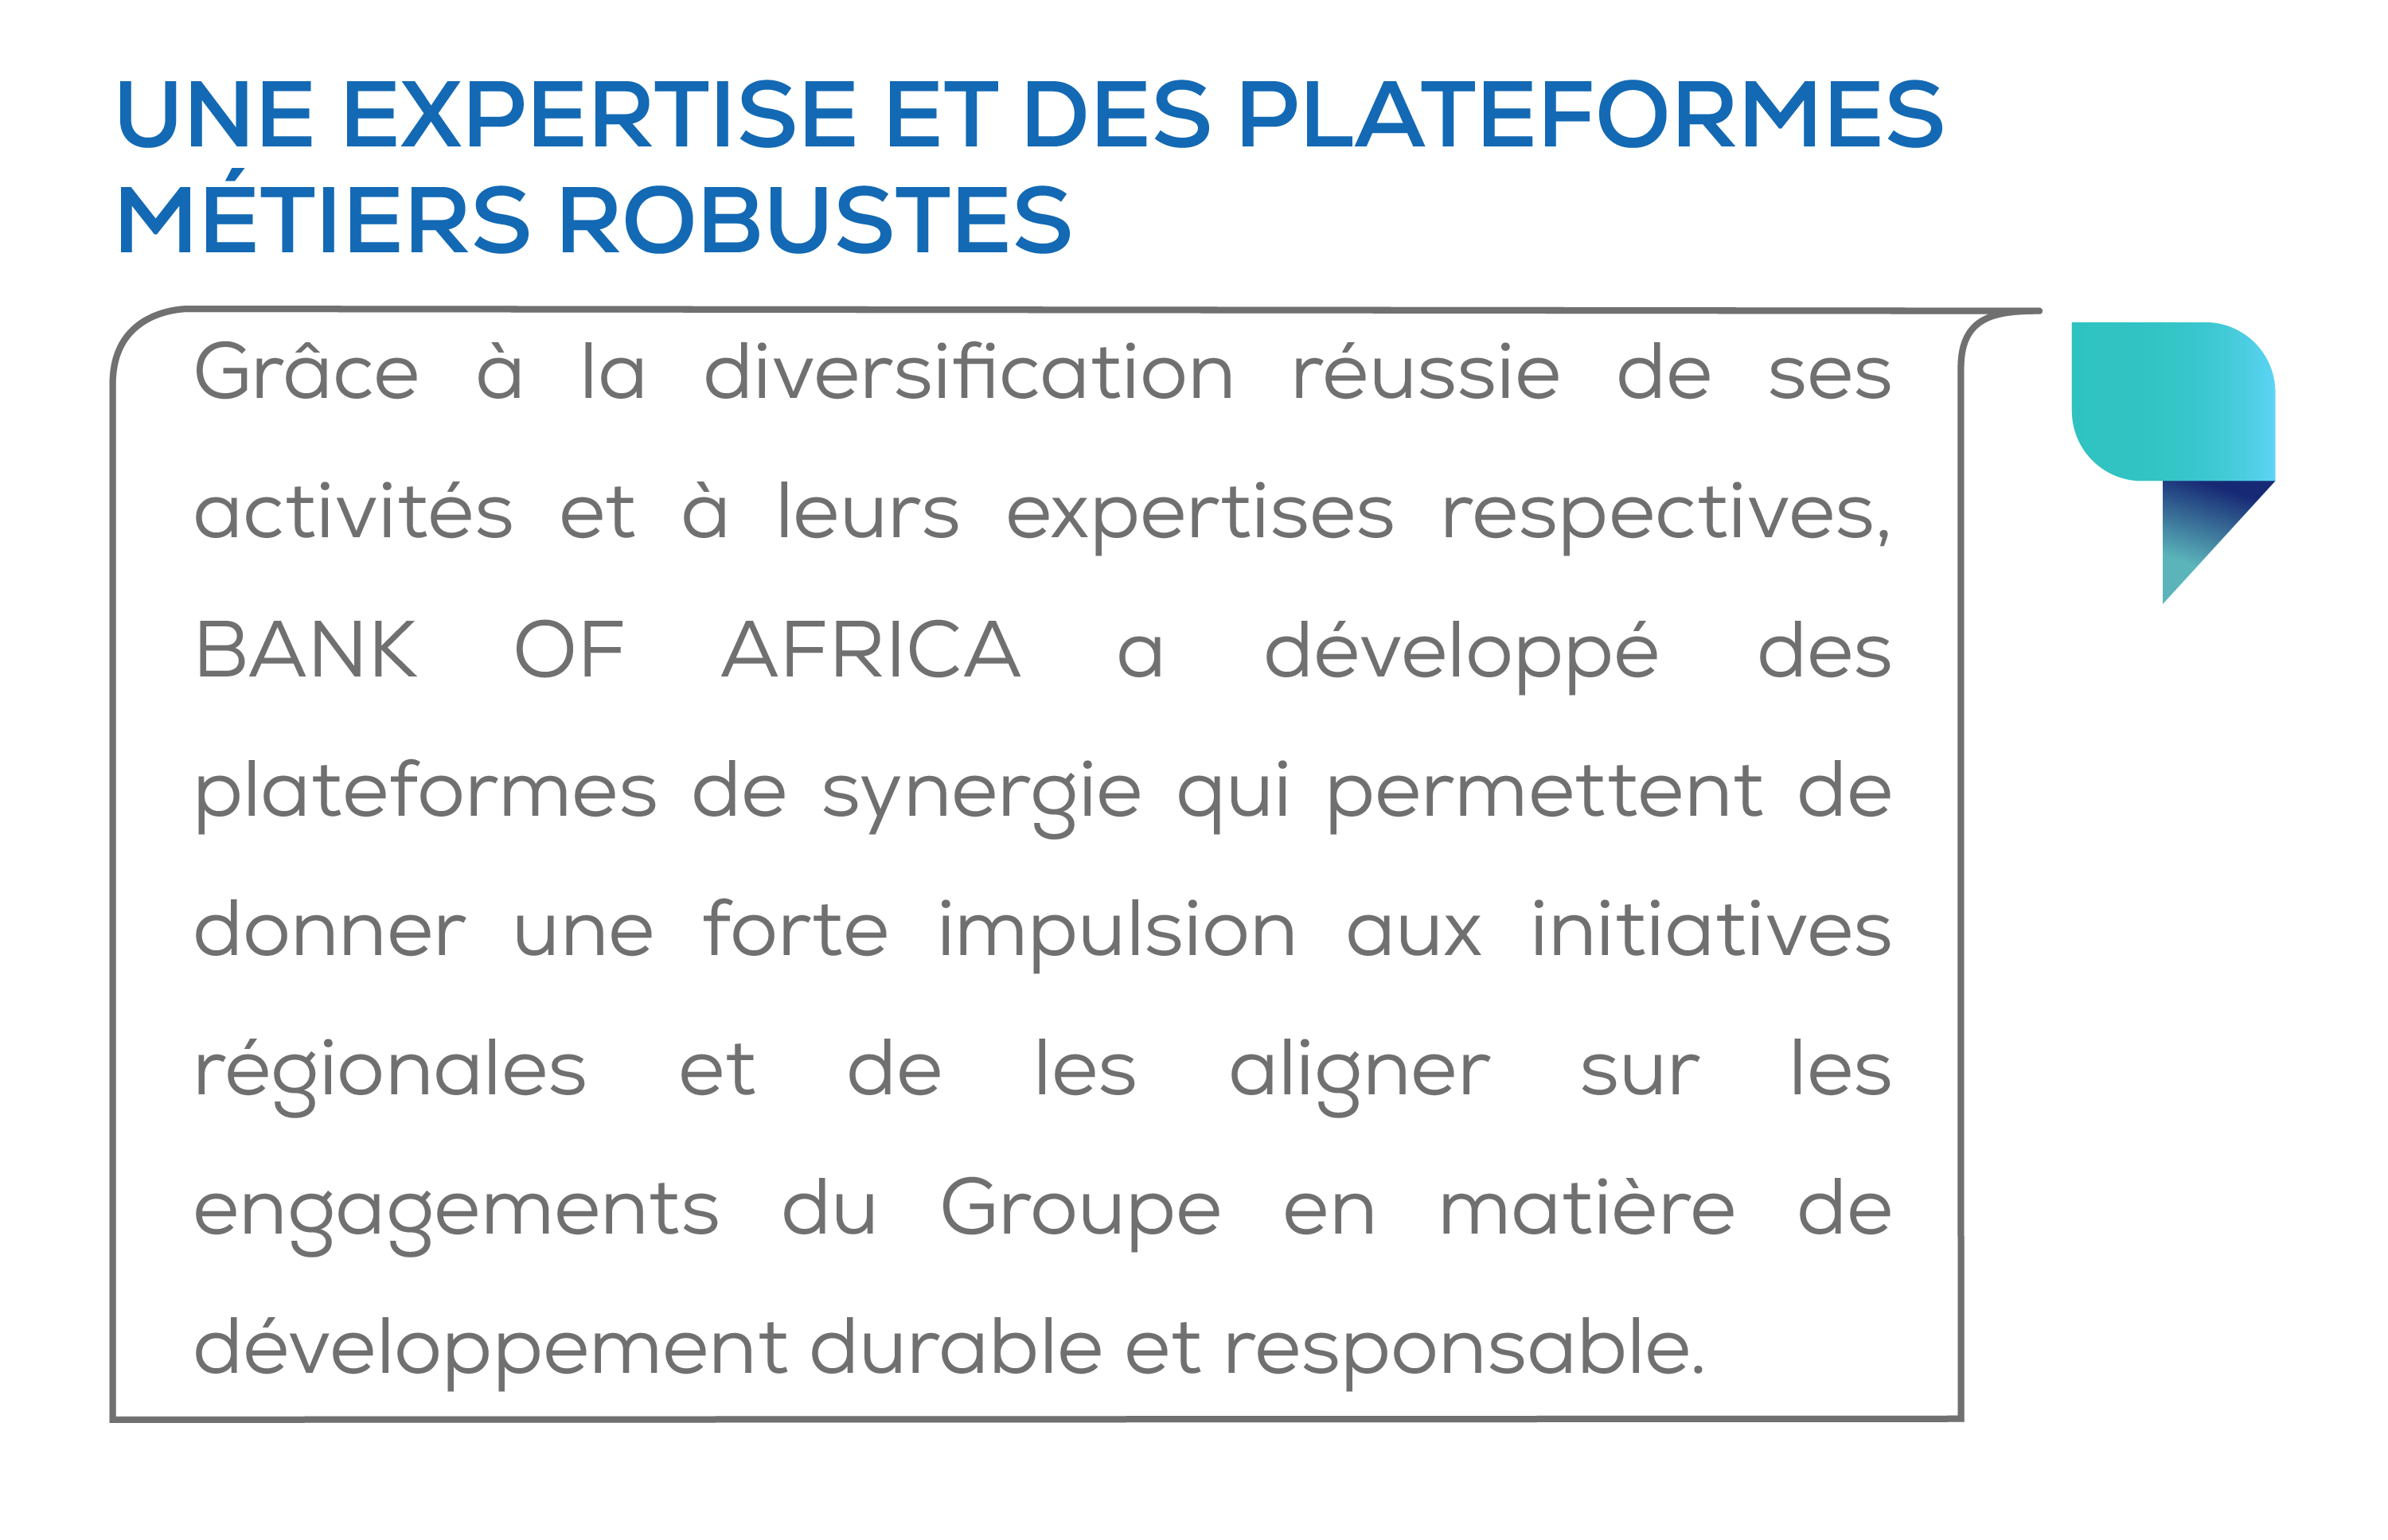 UNE EXPERTISE ET DES PLATEFORMES
MÉTIERS ROBUSTES
Grâce à la diversification réussie de ses
activités et à leurs expertises respectives,
BANK OF AFRICA a développé des
plateformes de synergie qui permettent de
donner une forte impulsion aux initiatives
régionales et de les aligner sur les
engagements du Groupe en matière de
développement durable et responsable.